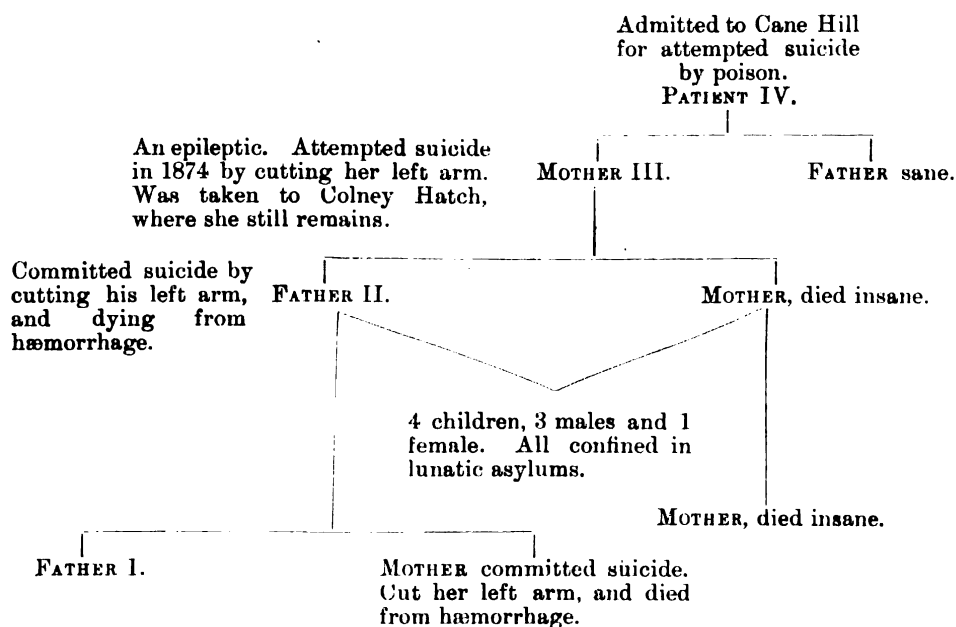 Admitted to Cane Hill
for attempted suicide
by poison.
PATIENT IV.
An epileptic. Attempted suicide
in 1874 by cutting her left arm.
Was taken to Colney Hatch,
where she still remains.
MOTHER III.
FATHER sane.
Committed suicide by
cutting his left arm,
and dying from
hæmorrhage.
FATHER II.
MOTHER, died insane.
4 children, 3 males and 1
female. All confined in
lunatic asylums.
MOTHER, died insane.
FATHER I.
MOTHER committed suicide.
Cut her left arm, and died
from hæmorrhage.